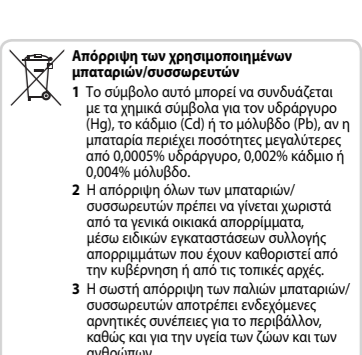 Απόρριψη των χρησιμοποιημένων
μπαταριών/συσσωρευτών
1 Το σύμβολο αυτό μπορεί να συνδυάζεται
με τα χημικά σύμβολα για τον υδράργυρο
(Hg), το κάδμιο (Cd) ή το μόλυβδο (Pb), αν η
μπαταρία περιέχει ποσότητες μεγαλύτερες
από 0,0005% υδράργυρο, 0,002% κάδμιο ή
0,004% μόλυβδο.
2 Η απόρριψη όλων των μπαταριών/
συσσωρευτών πρέπει να γίνεται χωριστά
από τα γενικά οικιακά απορρίμματα,
μέσω ειδικών εγκαταστάσεων συλλογής
απορριμμάτων που έχουν καθοριστεί από
την κυβέρνηση ή από τις τοπικές αρχές.
3 Η σωστή απόρριψη των παλιών μπαταριών/
συσσωρευτών αποτρέπει ενδεχόμενες
αρνητικές συνέπειες για το περιβάλλον,
καθώς και για την υγεία των ζώων και των
ανθρώπων